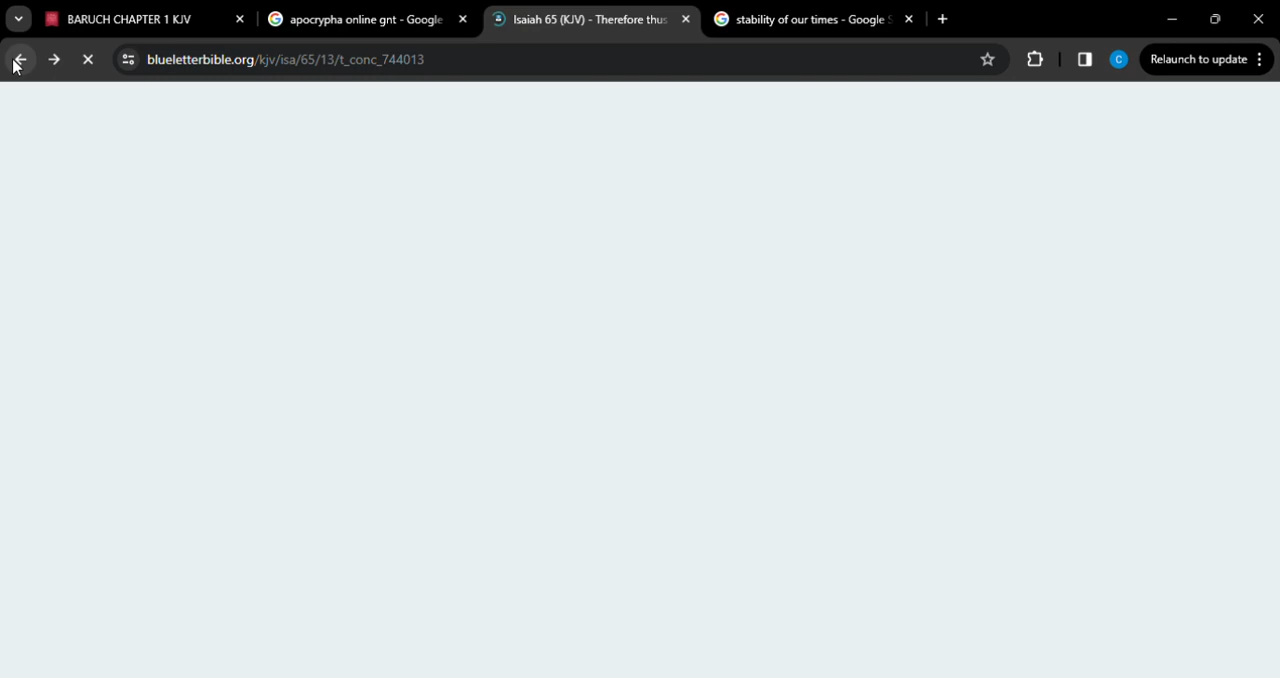 BARUCH CHAPTER 1 KJV
apocrypha online gnt - Google
Isaiah 65 (KJV) - Therefore thus
stability of our times - Google S
blueletterbible.org/kjv/isa/65/13/t_conc_744013
C
Relaunch to update